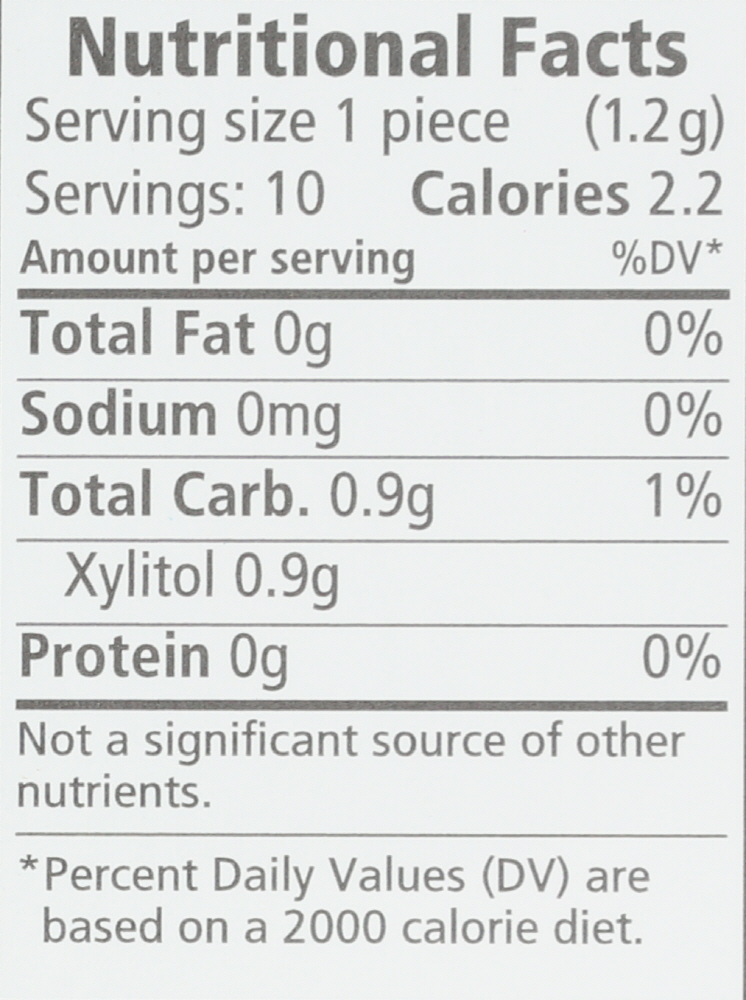 Nutritional Facts
Serving size 1 piece (1.2g)
Servings: 10 Calories 2.2
Amount per serving %DV*
Total Fat 0g 0%
Sodium 0mg 0%
Total Carb. 0.9g 1%
Xylitol 0.9g
Protein 0g 0%
Not a significant source of other
nutrients.
*Percent Daily Values (DV) are
based on a 2000 calorie diet.